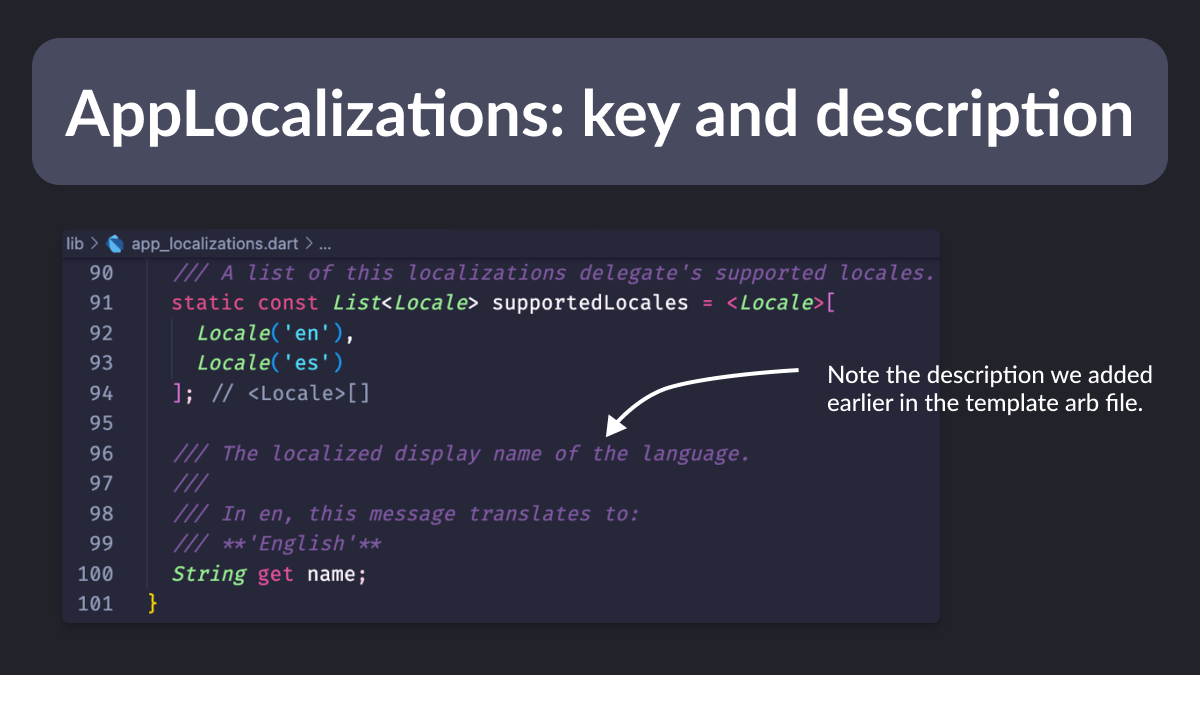 AppLocalizations: key and description
lib > app_localizations.dart > ...
90 /// A list of this localizations delegate's supported locales.
91 static const List<Locale> supportedLocales = <Locale>[
92 Locale('en'),
93 Locale('es')
94 ]; // <Locale>[]
95
96 /// The localized display name of the language.
97 ///
98 /// In en, this message translates to:
99 /// **'English'**
100 String get name;
101 }
Note the description we added
earlier in the template arb file.